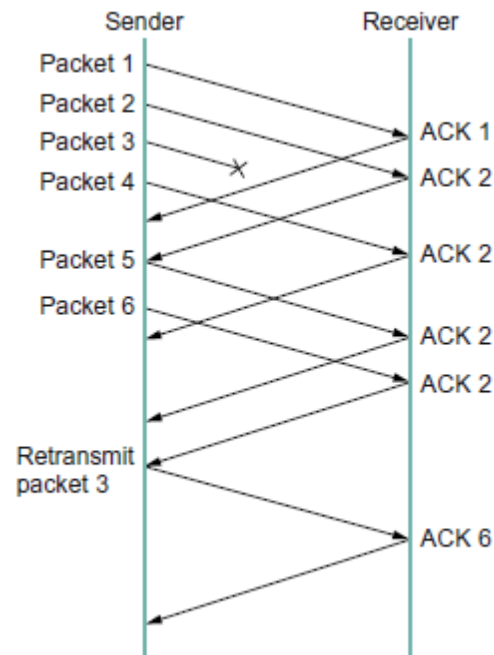 Sender
Receiver
Packet 1
Packet 2
Packet 3
Packet 4
Packet 5
Packet 6
Retransmit
packet 3
ACK 1
ACK 2
ACK 2
ACK 2
ACK 2
ACK 6